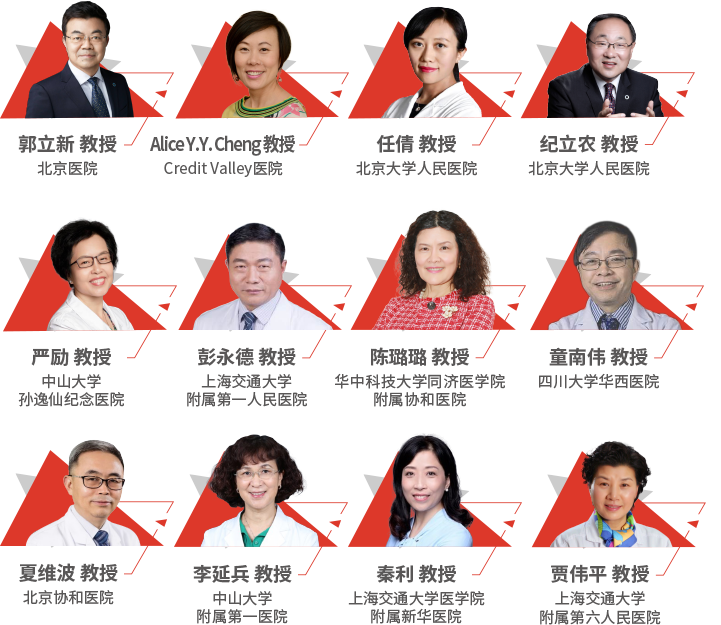 郭立新 教授
北京医院
Alice Y.Y. Cheng 教授
Credit Valley医院
任倩 教授
北京大学人民医院
纪立农 教授
北京大学人民医院
严励 教授
中山大学
孙逸仙纪念医院
彭永德 教授
上海交通大学
附属第一人民医院
陈璐璐 教授
华中科技大学同济医学院
附属协和医院
童南伟 教授
四川大学华西医院
夏维波 教授
北京协和医院
李延兵 教授
中山大学
附属第一医院
秦利 教授
上海交通大学医学院
附属新华医院
贾伟平 教授
上海交通大学
附属第六人民医院